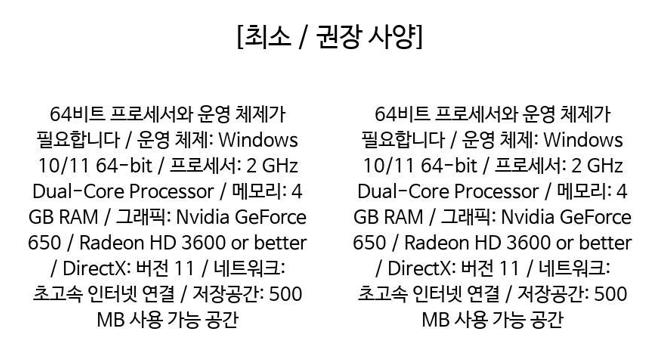 [최소 / 권장 사양]
64비트 프로세서와 운영 체제가
필요합니다 / 운영 체제: Windows
10/11 64-bit / 프로세서: 2 GHz
Dual-Core Processor / 메모리: 4
GB RAM / 그래픽: Nvidia GeForce
650 / Radeon HD 3600 or better
/ DirectX: 버전 11 / 네트워크:
초고속 인터넷 연결 / 저장공간: 500
MB 사용 가능 공간
64비트 프로세서와 운영 체제가
필요합니다 / 운영 체제: Windows
10/11 64-bit / 프로세서: 2 GHz
Dual-Core Processor / 메모리: 4
GB RAM / 그래픽: Nvidia GeForce
650 / Radeon HD 3600 or better
/ DirectX: 버전 11 / 네트워크:
초고속 인터넷 연결 / 저장공간: 500
MB 사용 가능 공간